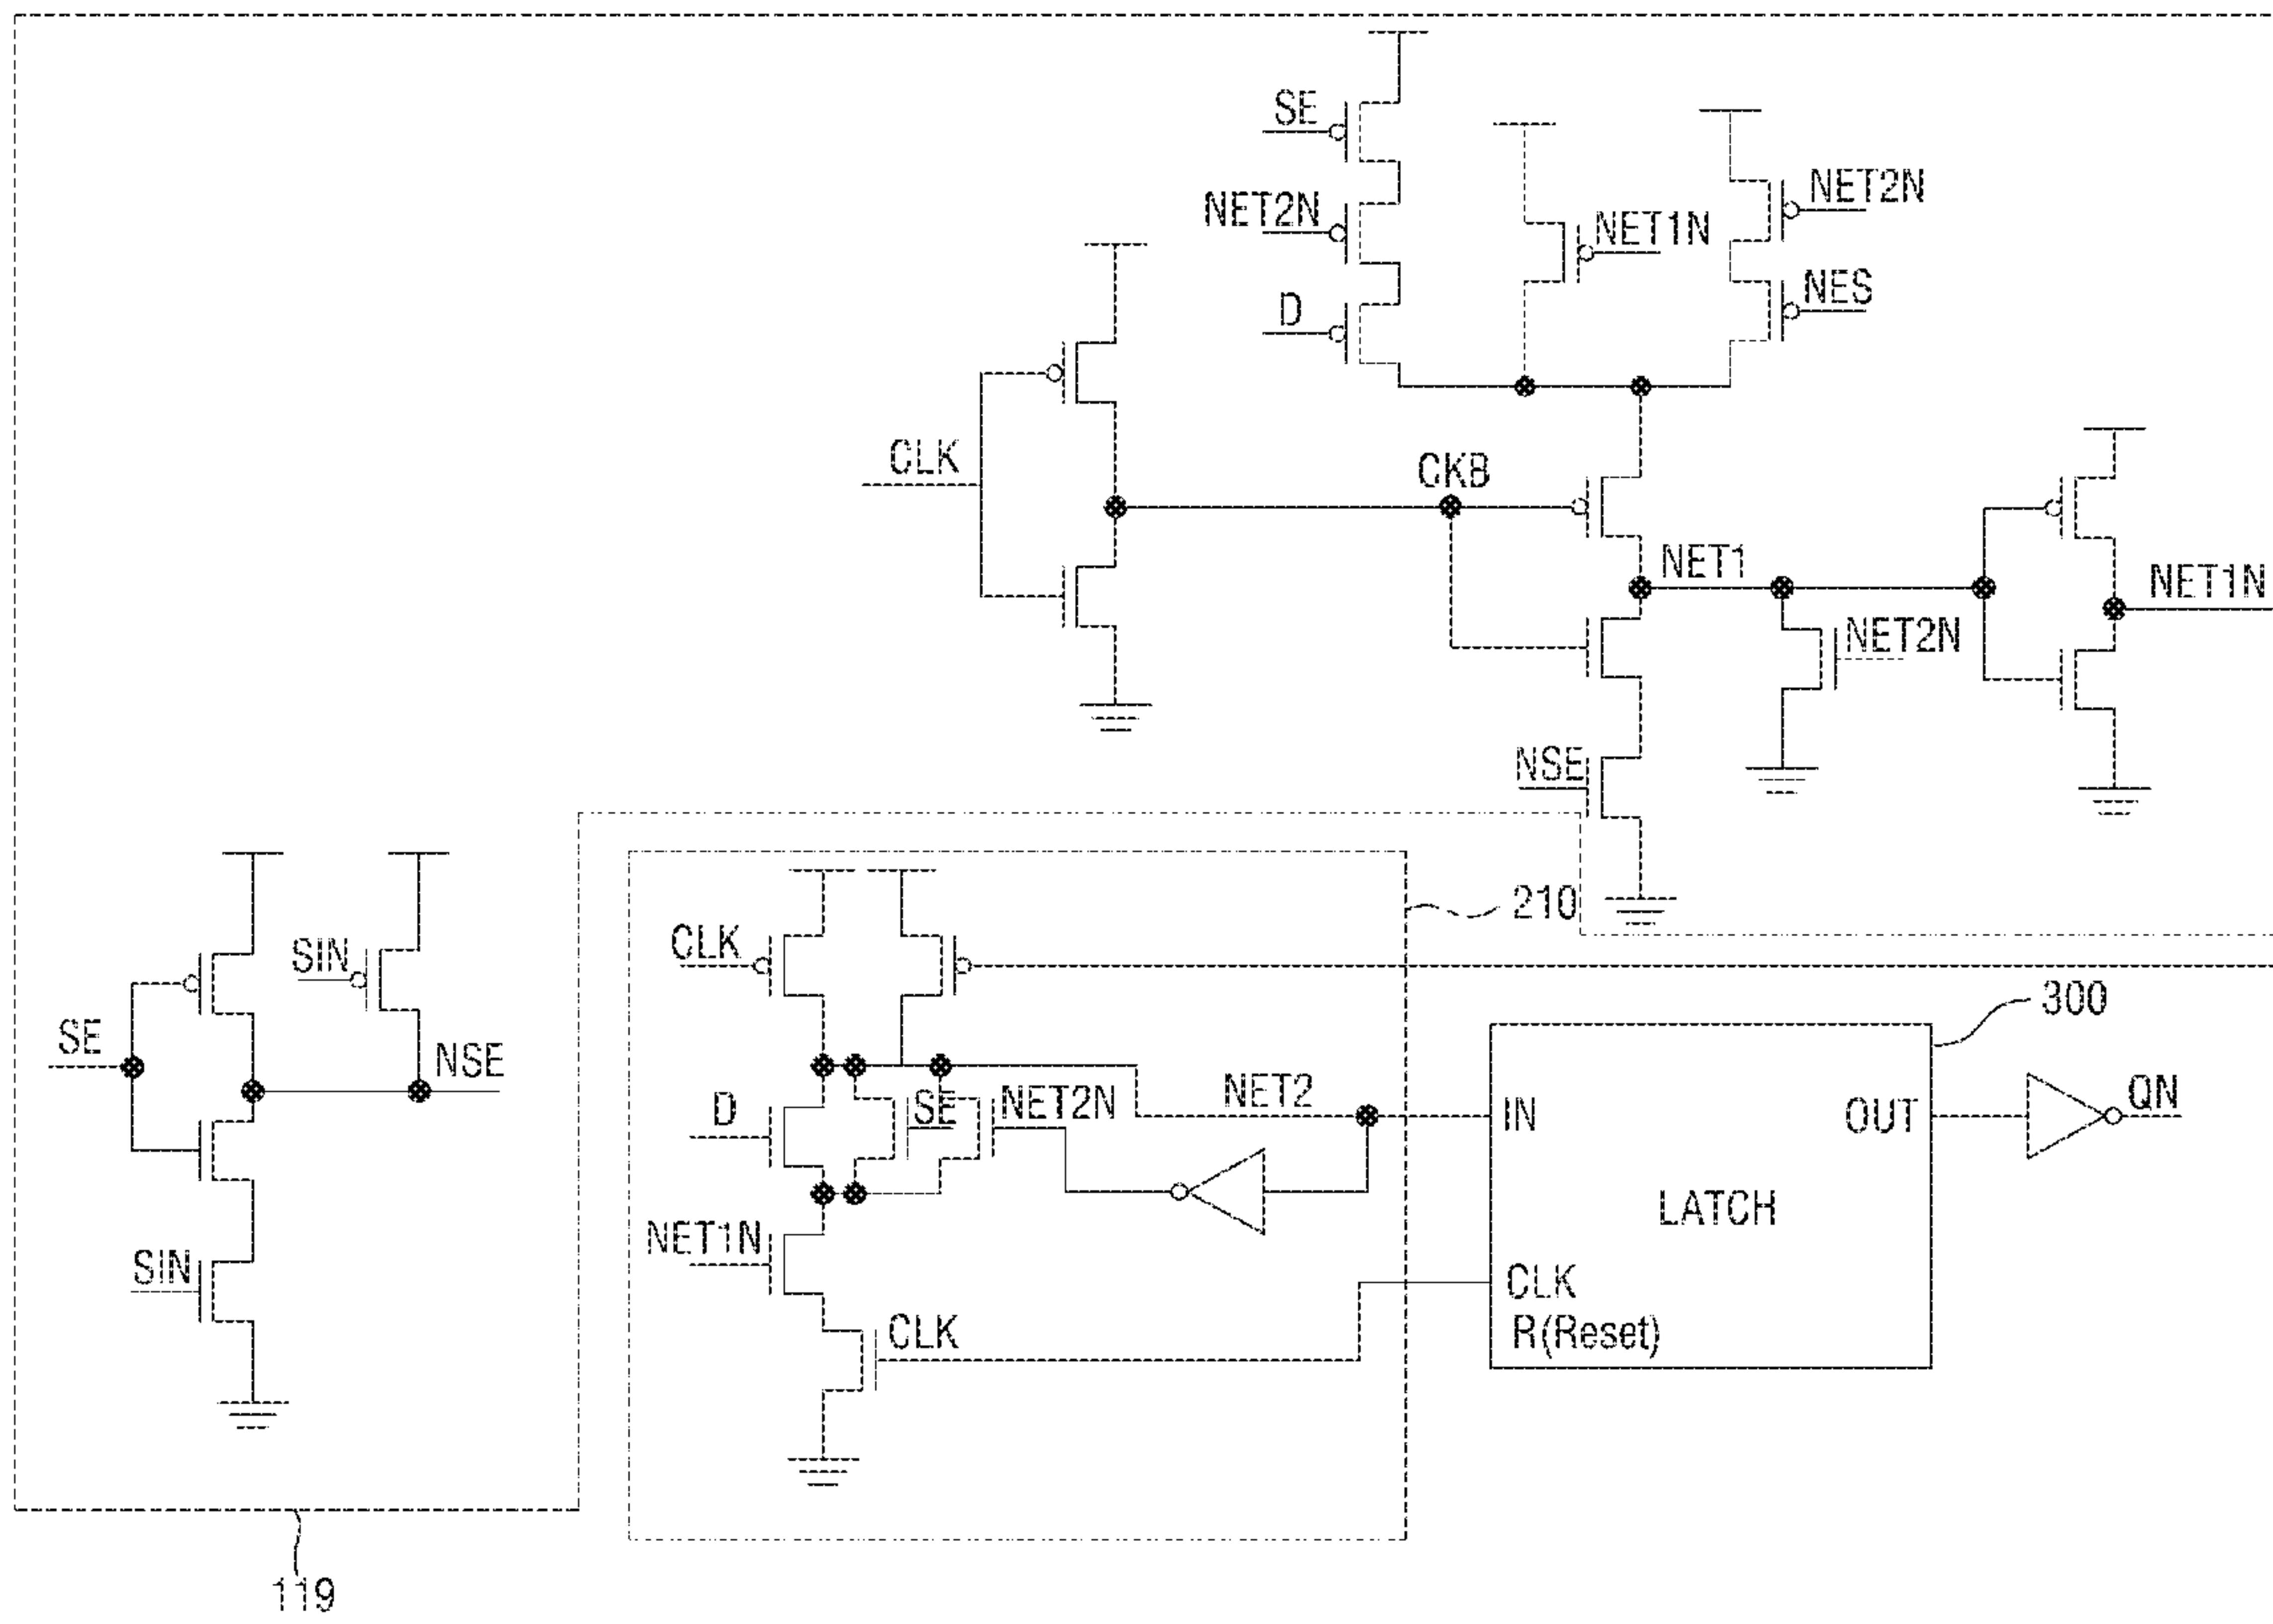 SE
NET2N
NET2N
NET1N
D
NES
CLK
CKB
NET1
NET1N
NET2N
NSE
210
CLK
SIN
300
SE
NSE
D
SE
NET2N
NET2
IN
OUT
QN
LATCH
NET1N
SIN
CLK
CLK
R(Reset)
119